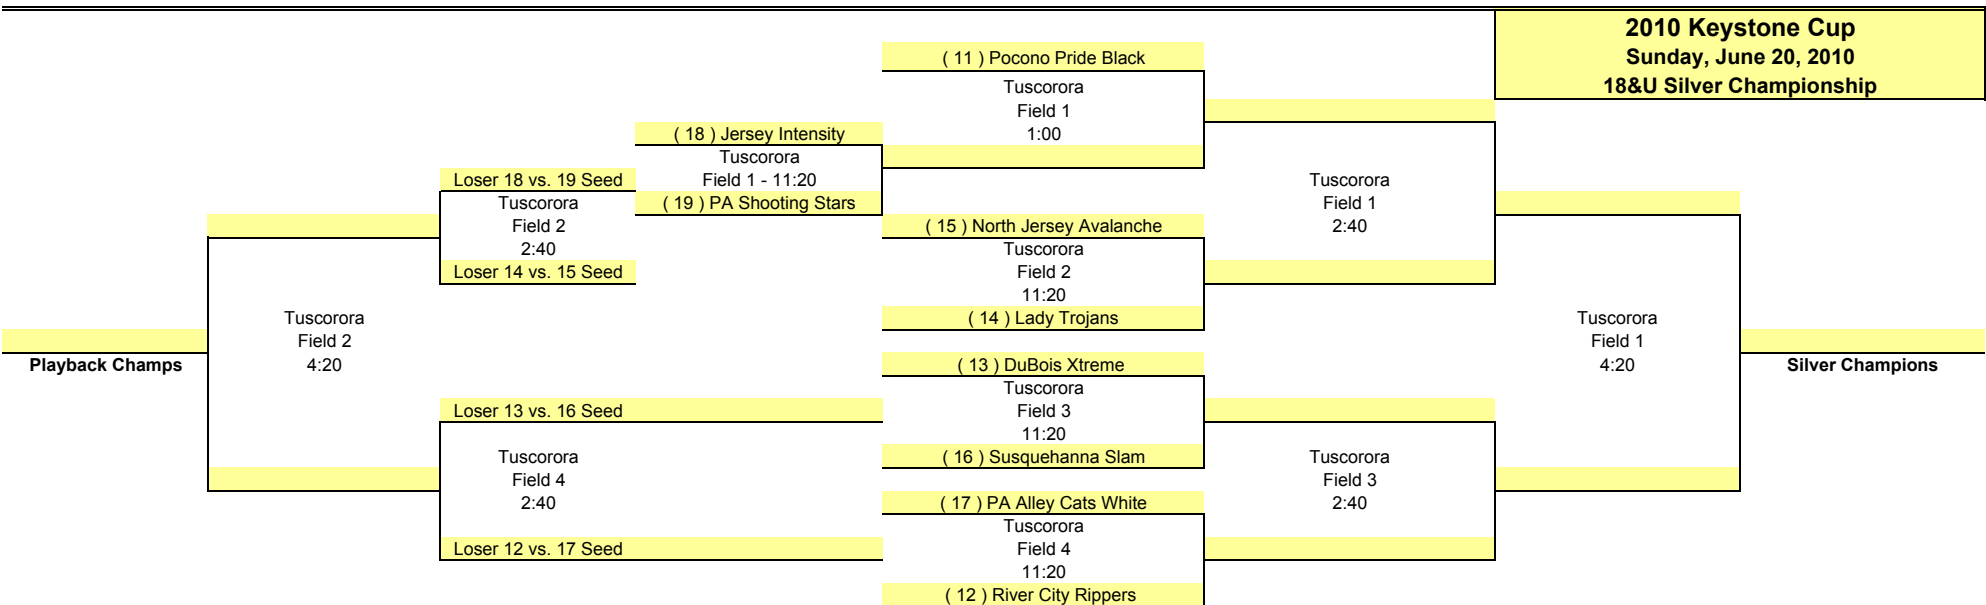 2010 Keystone Cup
Sunday, June 20, 2010
18&U Silver Championship
( 11 ) Pocono Pride Black
Tuscorora
Field 1
1:00
( 18 ) Jersey Intensity
Tuscorora
Field 1 - 11:20
( 19 ) PA Shooting Stars
Loser 18 vs. 19 Seed
Tuscorora
Field 2
2:40
Loser 14 vs. 15 Seed
Tuscorora
Field 1
2:40
( 15 ) North Jersey Avalanche
Tuscorora
Field 2
11:20
( 14 ) Lady Trojans
Tuscorora
Field 2
4:20
Playback Champs
Tuscorora
Field 1
4:20
Silver Champions
( 13 ) DuBois Xtreme
Tuscorora
Field 3
11:20
( 16 ) Susquehanna Slam
Loser 13 vs. 16 Seed
Tuscorora
Field 4
2:40
Loser 12 vs. 17 Seed
Tuscorora
Field 3
2:40
( 17 ) PA Alley Cats White
Tuscorora
Field 4
11:20
( 12 ) River City Rippers